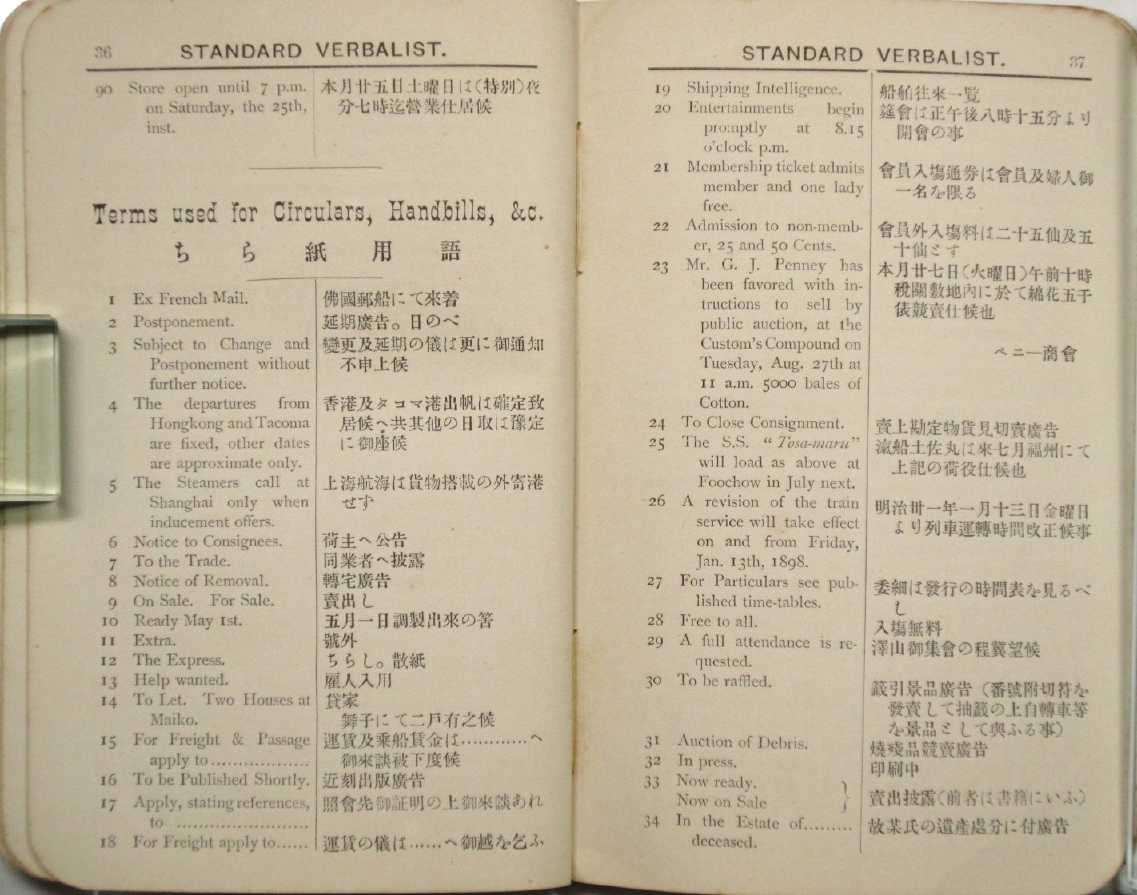 36 STANDARD VERBALIST.
90 Store open until 7 p.m.
on Saturday, the 25th,
inst.
本月廿五日土曜日は(特別)夜
分七時迄營業仕居候
Terms used for Circulars, Handbills, &c.
ちら紙用語
1 Ex French Mail.
佛國郵船にて來着
2 Postponement.
延期廣告。日のべ
3 Subject to Change and
Postponement without
further notice.
變更及延期の儀は更に御通知
不申上候
4 The departures from
Hongkong and Tacoma
are fixed, other dates
are approximate only.
香港及タコマ港出帆は確定致
居候へ共其他の日取は豫定
に御座候
5 The Steamers call at
Shanghai only when
inducement offers.
上海航海は貨物搭載の外寄港
せず
6 Notice to Consignees.
荷主へ公告
7 To the Trade.
同業者へ披露
8 Notice of Removal.
轉宅廣告
9 On Sale. For Sale.
賣出し
10 Ready May 1st.
五月一日調製出來の筈
11 Extra.
號外
12 The Express.
ちらし。散紙
13 Help wanted.
雇人入用
14 To Let. Two Houses at
Maiko.
貸家
舞子にて二戸有之候
15 For Freight & Passage
apply to..................
運賃及乘船賃金は............へ
御來談被下度候
16 To be Published Shortly.
近刻出版廣告
17 Apply, stating references,
to ........................
照會先御証明の上御來談あれ
18 For Freight apply to......
運賃の儀は......へ御越を乞ふ
STANDARD VERBALIST. 37
19 Shipping Intelligence.
船舶往來一覧
20 Entertainments begin
promptly at 8.15
o'clock p.m.
筵會は正午後八時十五分より
開會の事
21 Membership ticket admits
member and one lady
free.
會員入塲通券は會員及婦人御
一名を限る
22 Admission to non-memb-
er, 25 and 50 Cents.
會員外入塲料は二十五仙及五
十仙とす
23 Mr. G. J. Penney has
been favored with in-
tructions to sell by
public auction, at the
Custom's Compound on
Tuesday, Aug. 27th at
11 a.m. 5000 bales of
Cotton.
本月廿七日(火曜日)午前十時
稅關敷地內に於て綿花五千
俵競賣仕候也
ペニー商會
24 To Close Consignment.
賣上勘定物貨見切賣廣告
25 The S.S. “Tosa-maru”
will load as above at
Foochow in July next.
滊船土佐丸は來七月福州にて
上記の荷役仕候也
26 A revision of the train
service will take effect
on and from Friday,
Jan. 13th, 1898.
明治卅一年一月十三日金曜日
より列車運轉時間改正候事
27 For Particulars see pub-
lished time-tables.
委細は發行の時間表を見るべ
し
28 Free to all.
入塲無料
29 A full attendance is re-
quested.
澤山御集會の程冀望候
30 To be raffled.
籤引景品廣告(番號附切符を
發賣して抽籤の上自轉車等
を景品として與ふる事)
31 Auction of Debris.
燒殘品競賣廣告
32 In press.
印刷中
33 Now ready.
Now on Sale
賣出披露(前者は書籍にいふ)
34 In the Estate of.........
deceased.
故某氏の遺產處分に付廣告